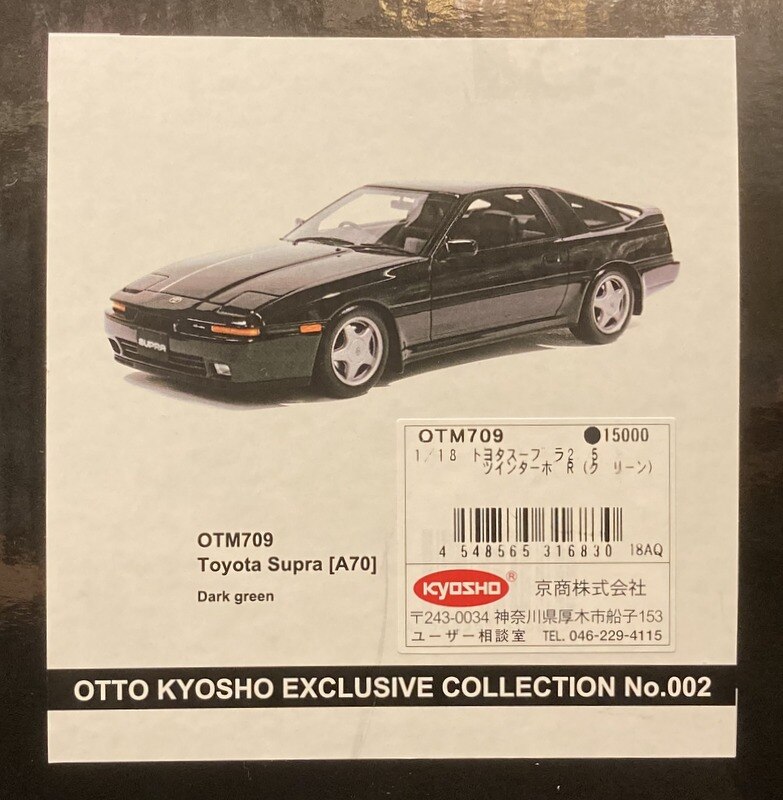 SUPRA
OTM709 ●15000
1/18 トヨタスープラ2.5
ツインターボR(グリーン)
4 548565 316830 18AQ
KYOSHO® 京商株式会社
〒243-0034 神奈川県厚木市船子153
ユーザー相談室 TEL. 046-229-4115
OTM709
Toyota Supra [A70]
Dark green
OTTO KYOSHO EXCLUSIVE COLLECTION No.002